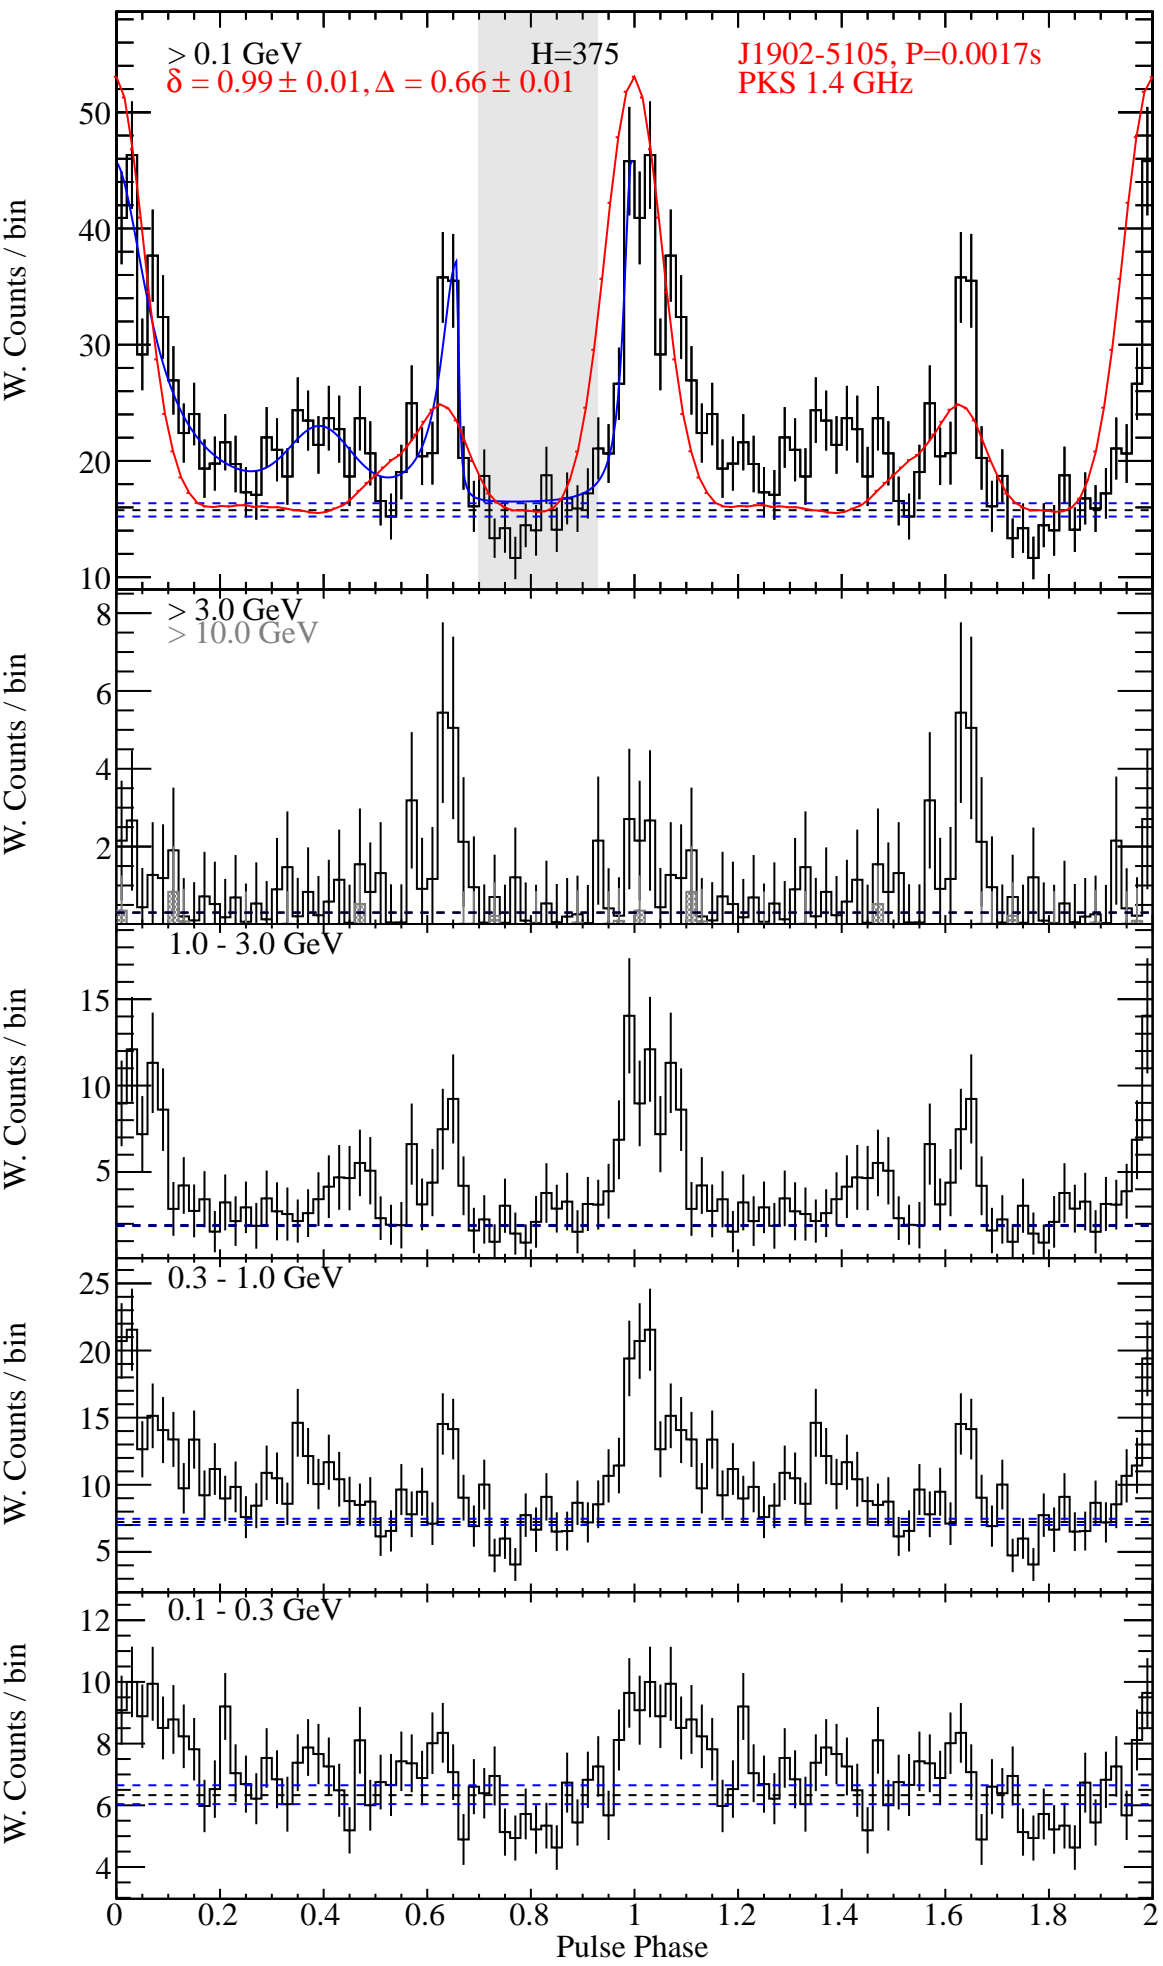 > 0.1 GeV
H=375
J1902-5105, P=0.0017s
δ = 0.99 ± 0.01, Δ = 0.66 ± 0.01
PKS 1.4 GHz
50
40
30
20
10
W. Counts / bin
> 3.0 GeV
> 10.0 GeV
8
6
4
2
W. Counts / bin
1.0 - 3.0 GeV
15
10
5
W. Counts / bin
0.3 - 1.0 GeV
25
20
15
10
5
W. Counts / bin
0.1 - 0.3 GeV
12
10
8
6
4
W. Counts / bin
0 0.2 0.4 0.6 0.8 1 1.2 1.4 1.6 1.8 2
Pulse Phase